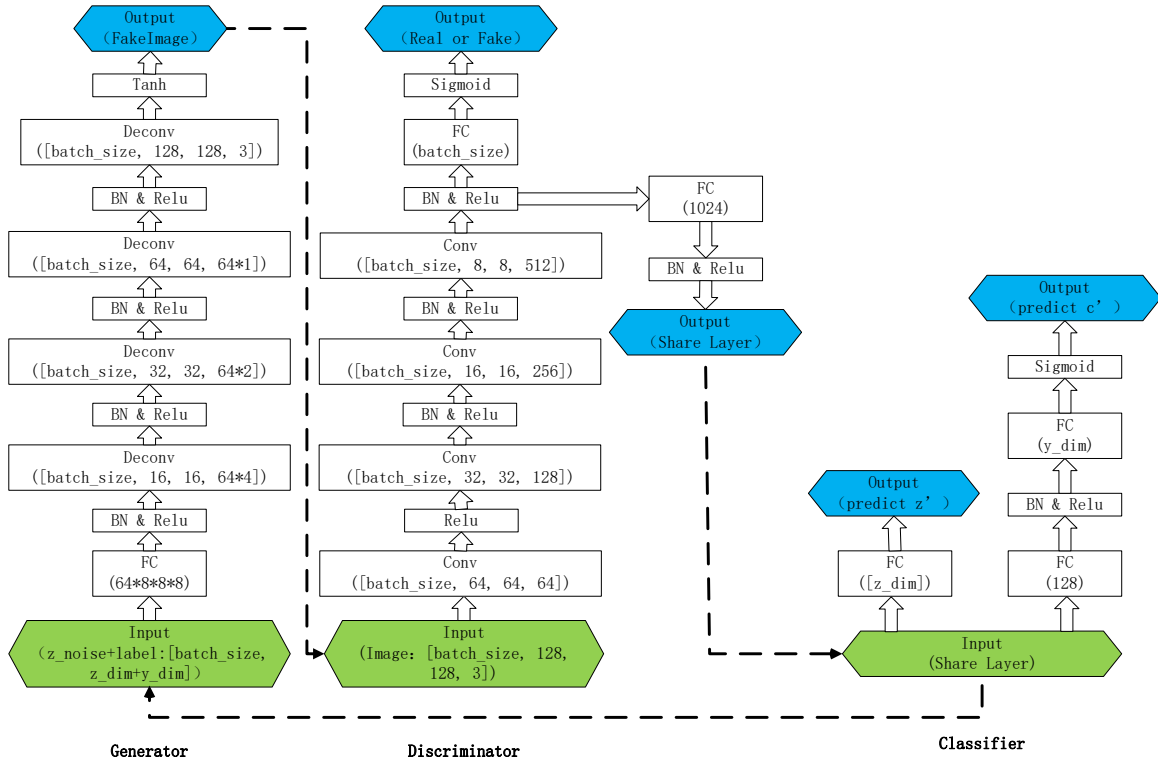 Output
（FakeImage）
Tanh
Deconv
([batch_size, 128, 128, 3])
BN & Relu
Deconv
([batch_size, 64, 64, 64*1])
BN & Relu
Deconv
([batch_size, 32, 32, 64*2])
BN & Relu
Deconv
([batch_size, 16, 16, 64*4])
BN & Relu
FC
(64*8*8*8)
Input
（z_noise+label:[batch_size,
z_dim+y_dim]）
Generator
Output
(Real or Fake)
Sigmoid
FC
(batch_size)
BN & Relu
Conv
([batch_size, 8, 8, 512])
BN & Relu
Conv
([batch_size, 16, 16, 256])
BN & Relu
Conv
([batch_size, 32, 32, 128])
Relu
Conv
([batch_size, 64, 64, 64])
Input
(Image: [batch_size, 128,
128, 3])
Discriminator
FC
(1024)
BN & Relu
Output
（Share Layer）
Output
（predict z’）
FC
([z_dim])
Output
（predict c’）
Sigmoid
FC
(y_dim)
BN & Relu
FC
(128)
Input
(Share Layer)
Classifier